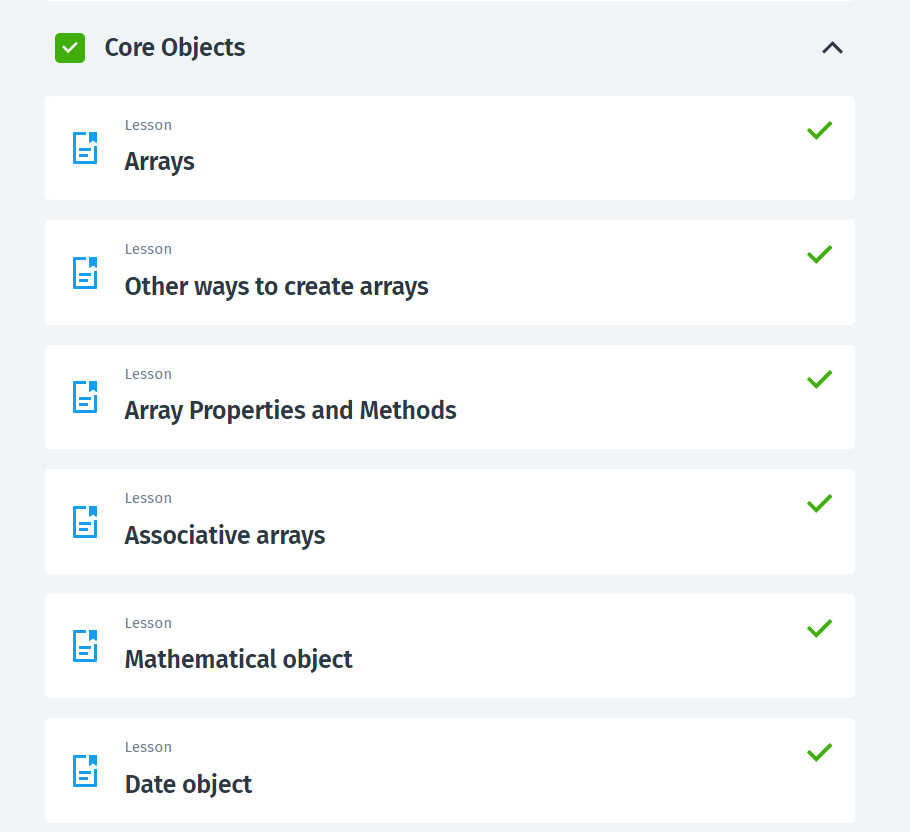 Core Objects
Lesson
Arrays
Lesson
Other ways to create arrays
Lesson
Array Properties and Methods
Lesson
Associative arrays
Lesson
Mathematical object
Lesson
Date object